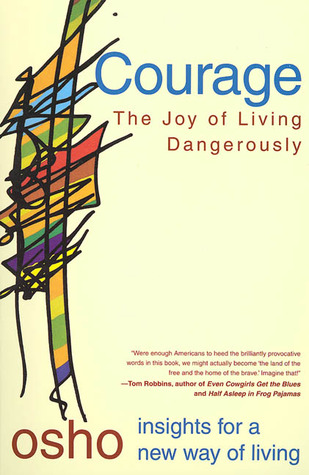 Courage
The Joy of Living
Dangerously
"Were enough Americans to heed the brilliantly provocative
words in this book, we might actually become 'the land of the
free and the home of the brave.' Imagine that!"
—Tom Robbins, author of Even Cowgirls Get the Blues
and Half Asleep in Frog Pajamas
osho
insights for a
new way of living